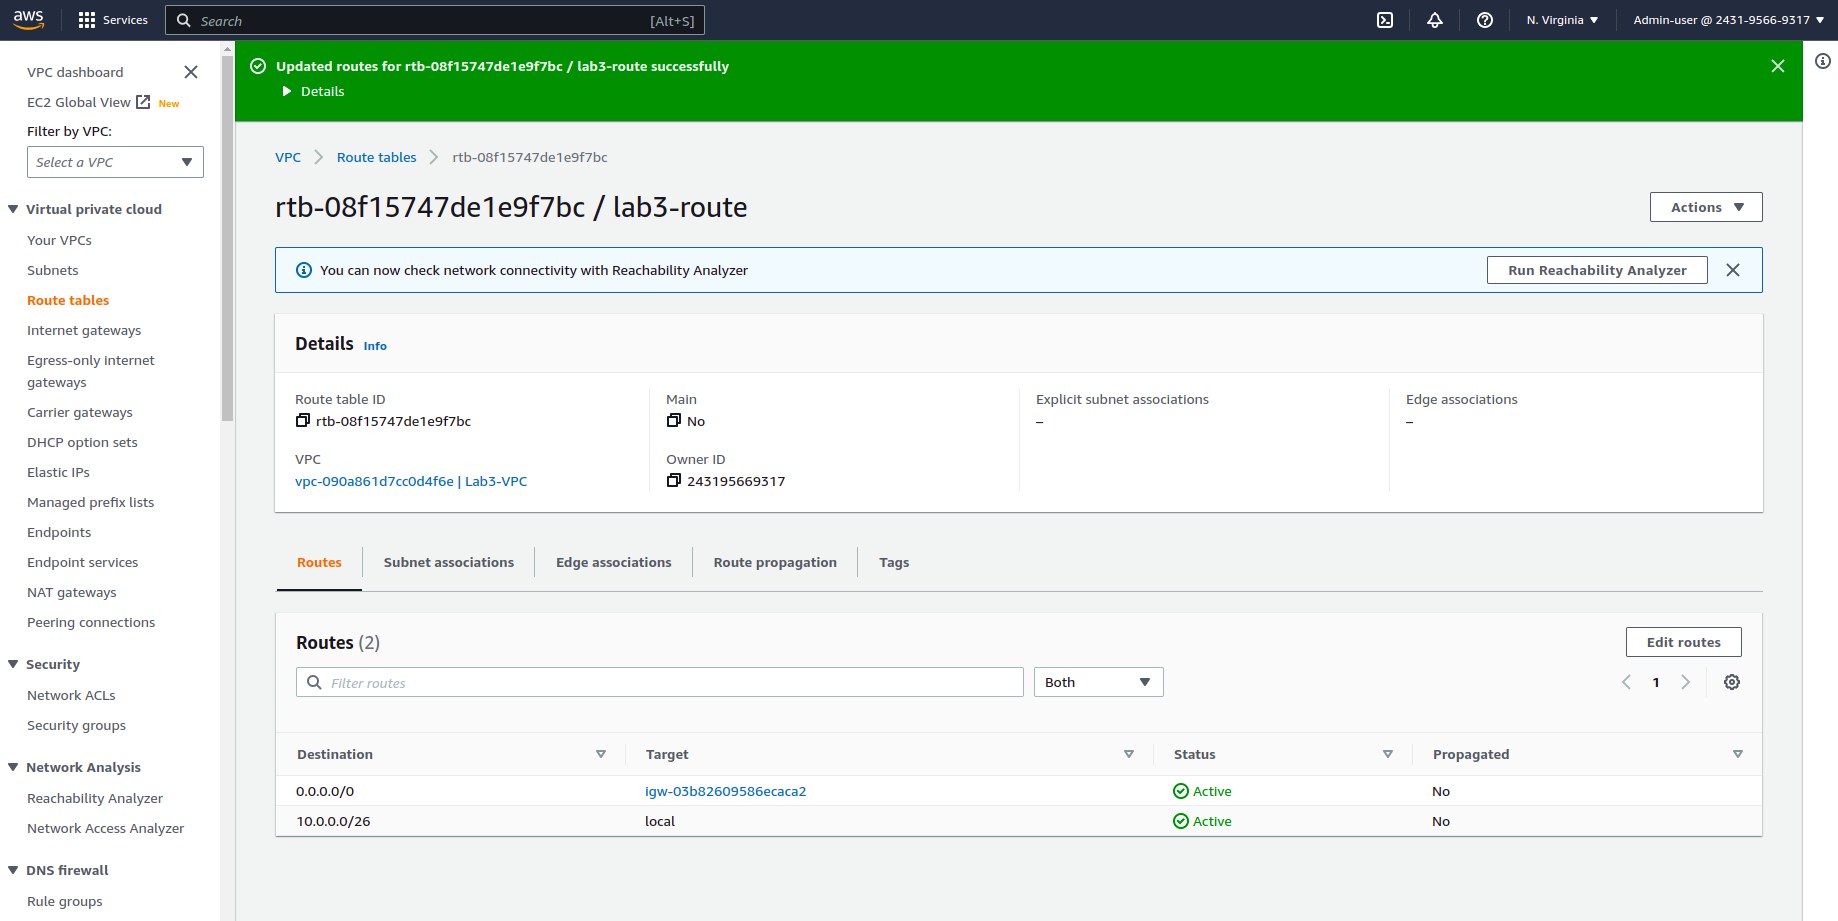 aws
Services
Search [Alt+S]
N. Virginia
Admin-user @ 2431-9566-9317
VPC dashboard
EC2 Global View New
Filter by VPC:
Select a VPC
Virtual private cloud
Your VPCs
Subnets
Route tables
Internet gateways
Egress-only internet
gateways
Carrier gateways
DHCP option sets
Elastic IPs
Managed prefix lists
Endpoints
Endpoint services
NAT gateways
Peering connections
Security
Network ACLs
Security groups
Network Analysis
Reachability Analyzer
Network Access Analyzer
DNS firewall
Rule groups
Updated routes for rtb-08f15747de1e9f7bc / lab3-route successfully
Details
VPC Route tables rtb-08f15747de1e9f7bc
rtb-08f15747de1e9f7bc / lab3-route
Actions
You can now check network connectivity with Reachability Analyzer
Run Reachability Analyzer
Details Info
Route table ID
rtb-08f15747de1e9f7bc
VPC
vpc-090a861d7cc0d4f6e | Lab3-VPC
Main
No
Owner ID
243195669317
Explicit subnet associations
–
Edge associations
–
Routes Subnet associations Edge associations Route propagation Tags
Routes (2)
Edit routes
Filter routes
Both
1
Destination Target Status Propagated
0.0.0.0/0 igw-03b82609586ecaca2 Active No
10.0.0.0/26 local Active No